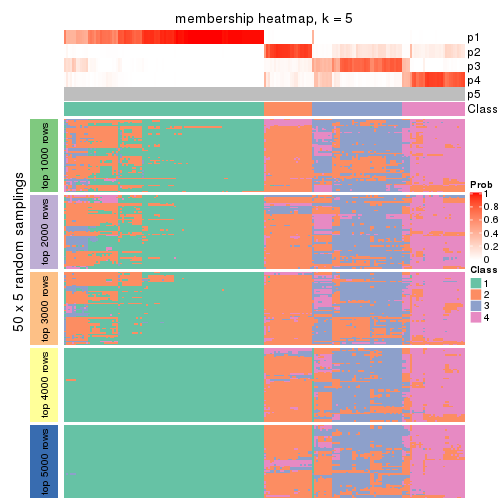 membership heatmap, k = 5
p1
p2
p3
p4
p5
Class
50 x 5 random samplings
top 1000 rows
top 2000 rows
top 3000 rows
top 4000 rows
top 5000 rows
Prob
1
0.8
0.6
0.4
0.2
0
Class
1
2
3
4